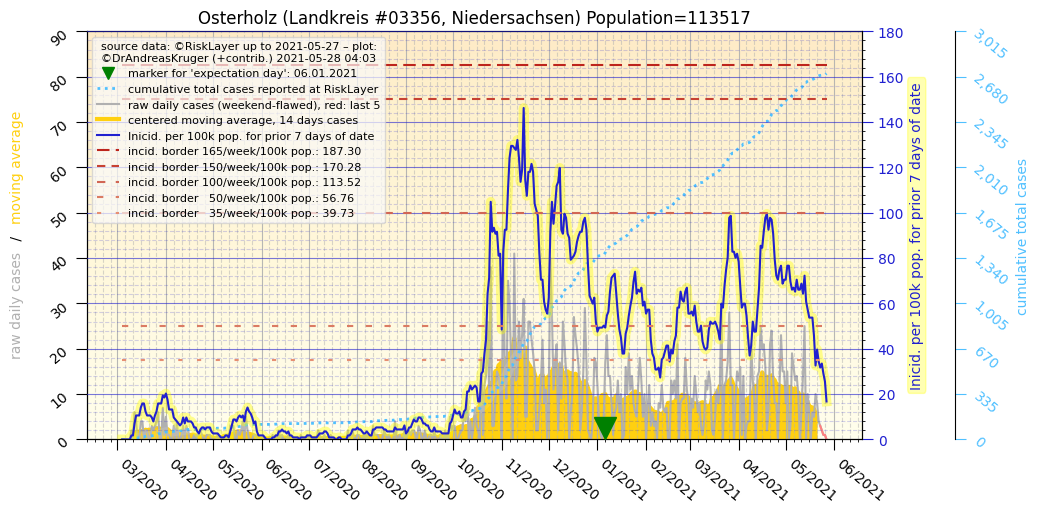 Osterholz (Landkreis #03356, Niedersachsen) Population=113517
source data: ©RiskLayer up to 2021-05-27 – plot:
©DrAndreasKruger (+contrib.) 2021-05-28 04:03
marker for 'expectation day': 06.01.2021
cumulative total cases reported at RiskLayer
raw daily cases (weekend-flawed), red: last 5
centered moving average, 14 days cases
Inicid. per 100k pop. for prior 7 days of date
incid. border 165/week/100k pop.: 187.30
incid. border 150/week/100k pop.: 170.28
incid. border 100/week/100k pop.: 113.52
incid. border 50/week/100k pop.: 56.76
incid. border 35/week/100k pop.: 39.73
raw daily cases / moving average
90
80
70
60
50
40
30
20
10
0
03/2020
04/2020
05/2020
06/2020
07/2020
08/2020
09/2020
10/2020
11/2020
12/2020
01/2021
02/2021
03/2021
04/2021
05/2021
06/2021
180
160
140
120
100
80
60
40
20
0
Inicid. per 100k pop. for prior 7 days of date
3,015
2,680
2,345
2,010
1,675
1,340
1,005
670
335
0
cumulative total cases